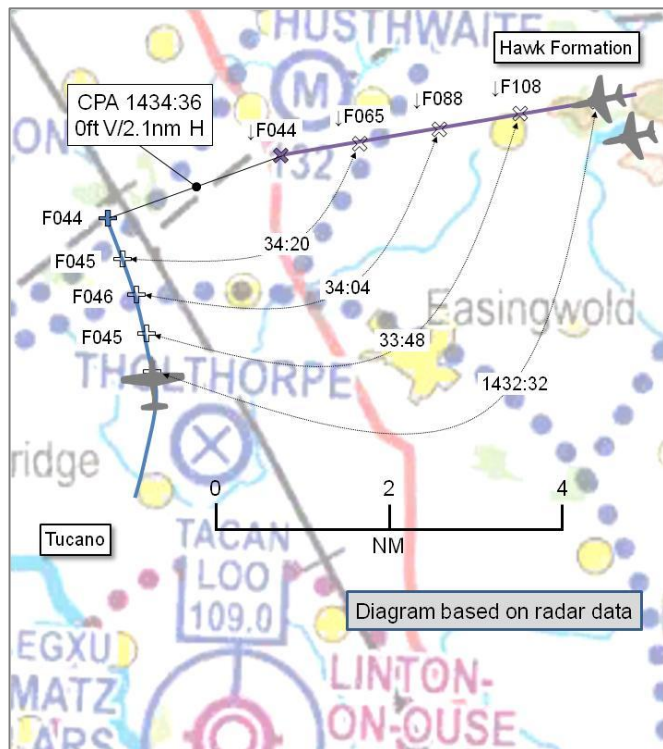 HUSTHWAITE
Hawk Formation
CPA 1434:36
0ft V/2.1nm H
M
↓F044
↓F065
↓F088
↓F108
132
F044
F045
F046
F045
34:20
34:04
33:48
1432:32
Easingwold
THOLTHORPE
ridge
0
2
4
NM
Tucano
TACAN
LOO
109.0
Diagram based on radar data
EGXU
MATZ
LARS
LINTON-
ON-OUSE